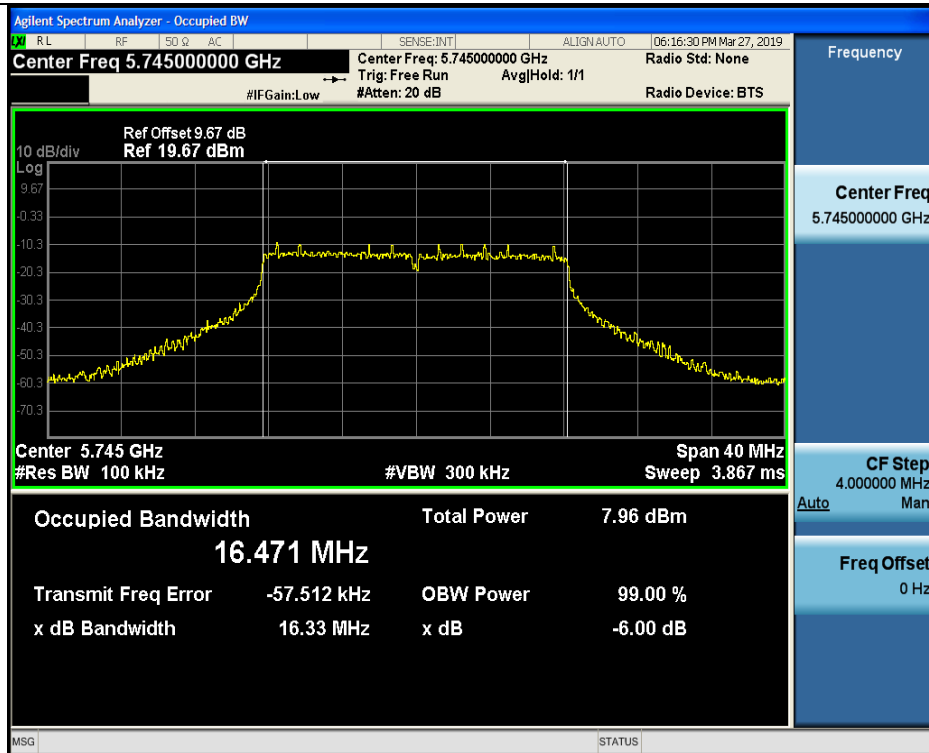 Agilent Spectrum Analyzer - Occupied BW
LXI RL RF 50 Ω AC SENSE:INT ALIGN AUTO 06:16:30 PM Mar 27, 2019
Center Freq 5.745000000 GHz
Center Freq: 5.745000000 GHz
Radio Std: None
Trig: Free Run Avg|Hold: 1/1
#IFGain:Low
#Atten: 20 dB
Radio Device: BTS
Ref Offset 9.67 dB
10 dB/div Ref 19.67 dBm
Log
9.67
-0.33
-10.3
-20.3
-30.3
-40.3
-50.3
-60.3
-70.3
Center 5.745 GHz Span 40 MHz
#Res BW 100 kHz #VBW 300 kHz Sweep 3.867 ms
Occupied Bandwidth Total Power 7.96 dBm
16.471 MHz
Transmit Freq Error -57.512 kHz OBW Power 99.00 %
x dB Bandwidth 16.33 MHz x dB -6.00 dB
Frequency
Center Freq
5.745000000 GHz
CF Step
4.000000 MHz
Auto Man
Freq Offset
0 Hz
MSG STATUS